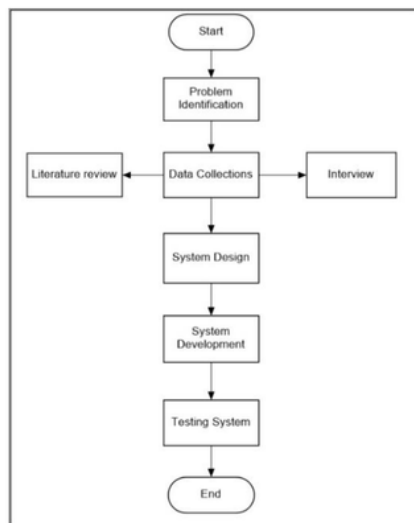 Start
Problem
Identification
Literature review
Data Collections
Interview
System Design
System
Development
Testing System
End